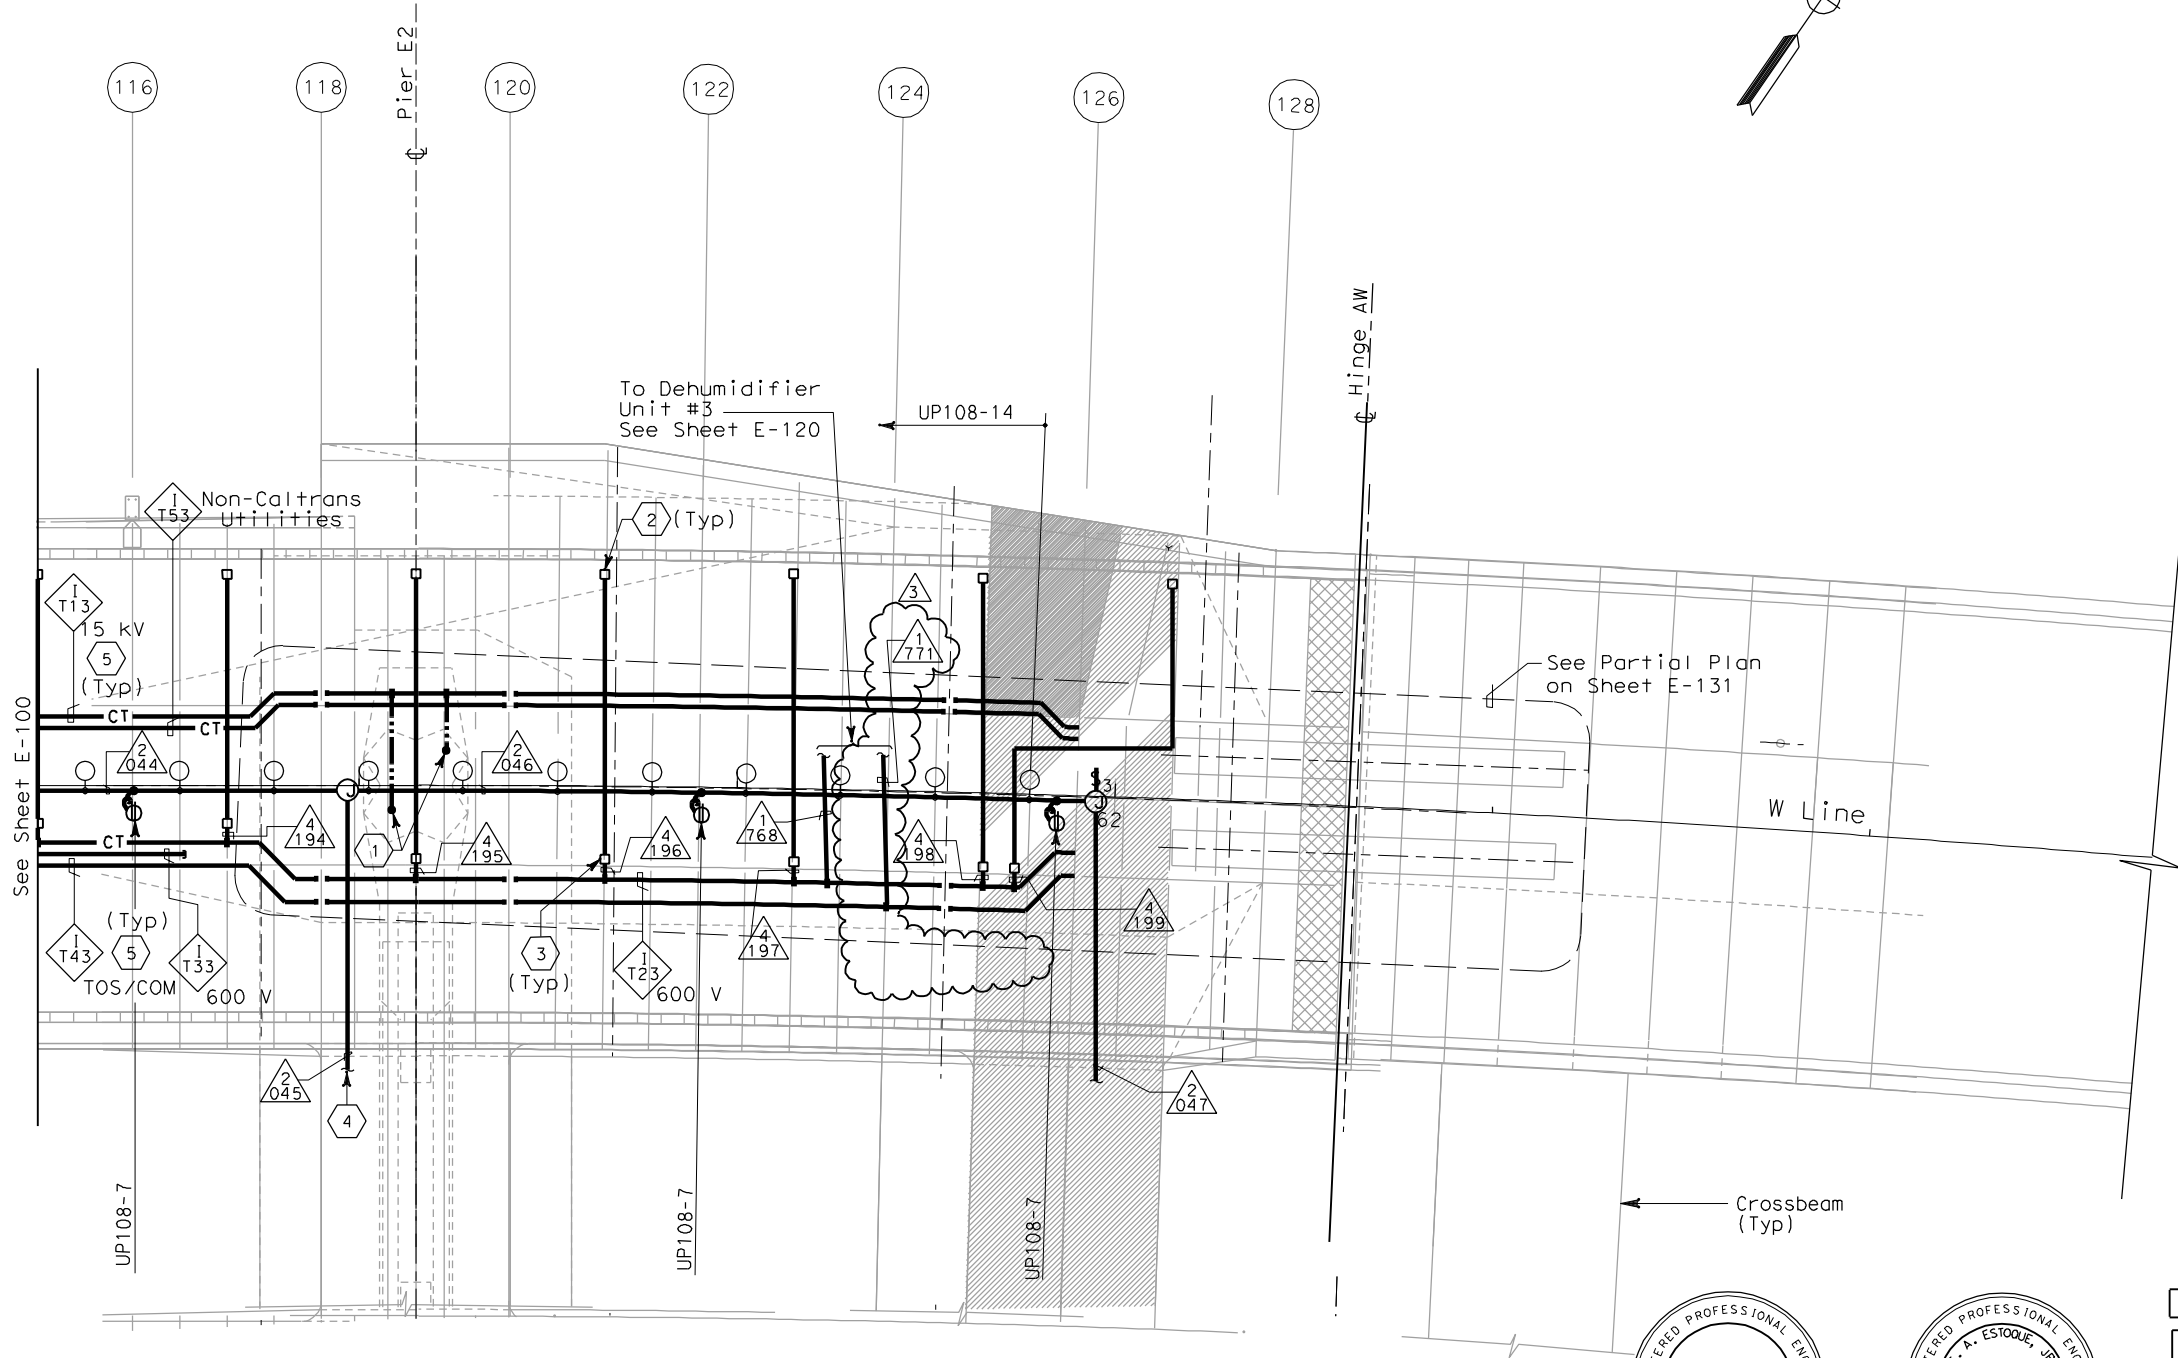 116
118
Pier E2
120
122
124
126
128
Hinge AW
To Dehumidifier
Unit #3
See Sheet E-120
UP108-14
I
T53
Non-Caltrans
Utilities
2
(Typ)
I
T13
15 kV
5
(Typ)
3
1
771
See Partial Plan
on Sheet E-131
See Sheet E-100
CT
CT
2
044
2
046
J
S
J
62
W Line
4
194
1
4
195
4
196
1
768
4
198
CT
4
199
(Typ)
5
TOS/COM
I
T43
I
T33
600 V
3
(Typ)
I
T23
600 V
4
197
2
045
4
2
047
UP108-7
UP108-7
UP108-7
Crossbeam
(Typ)
A. ESTOQUE, JR